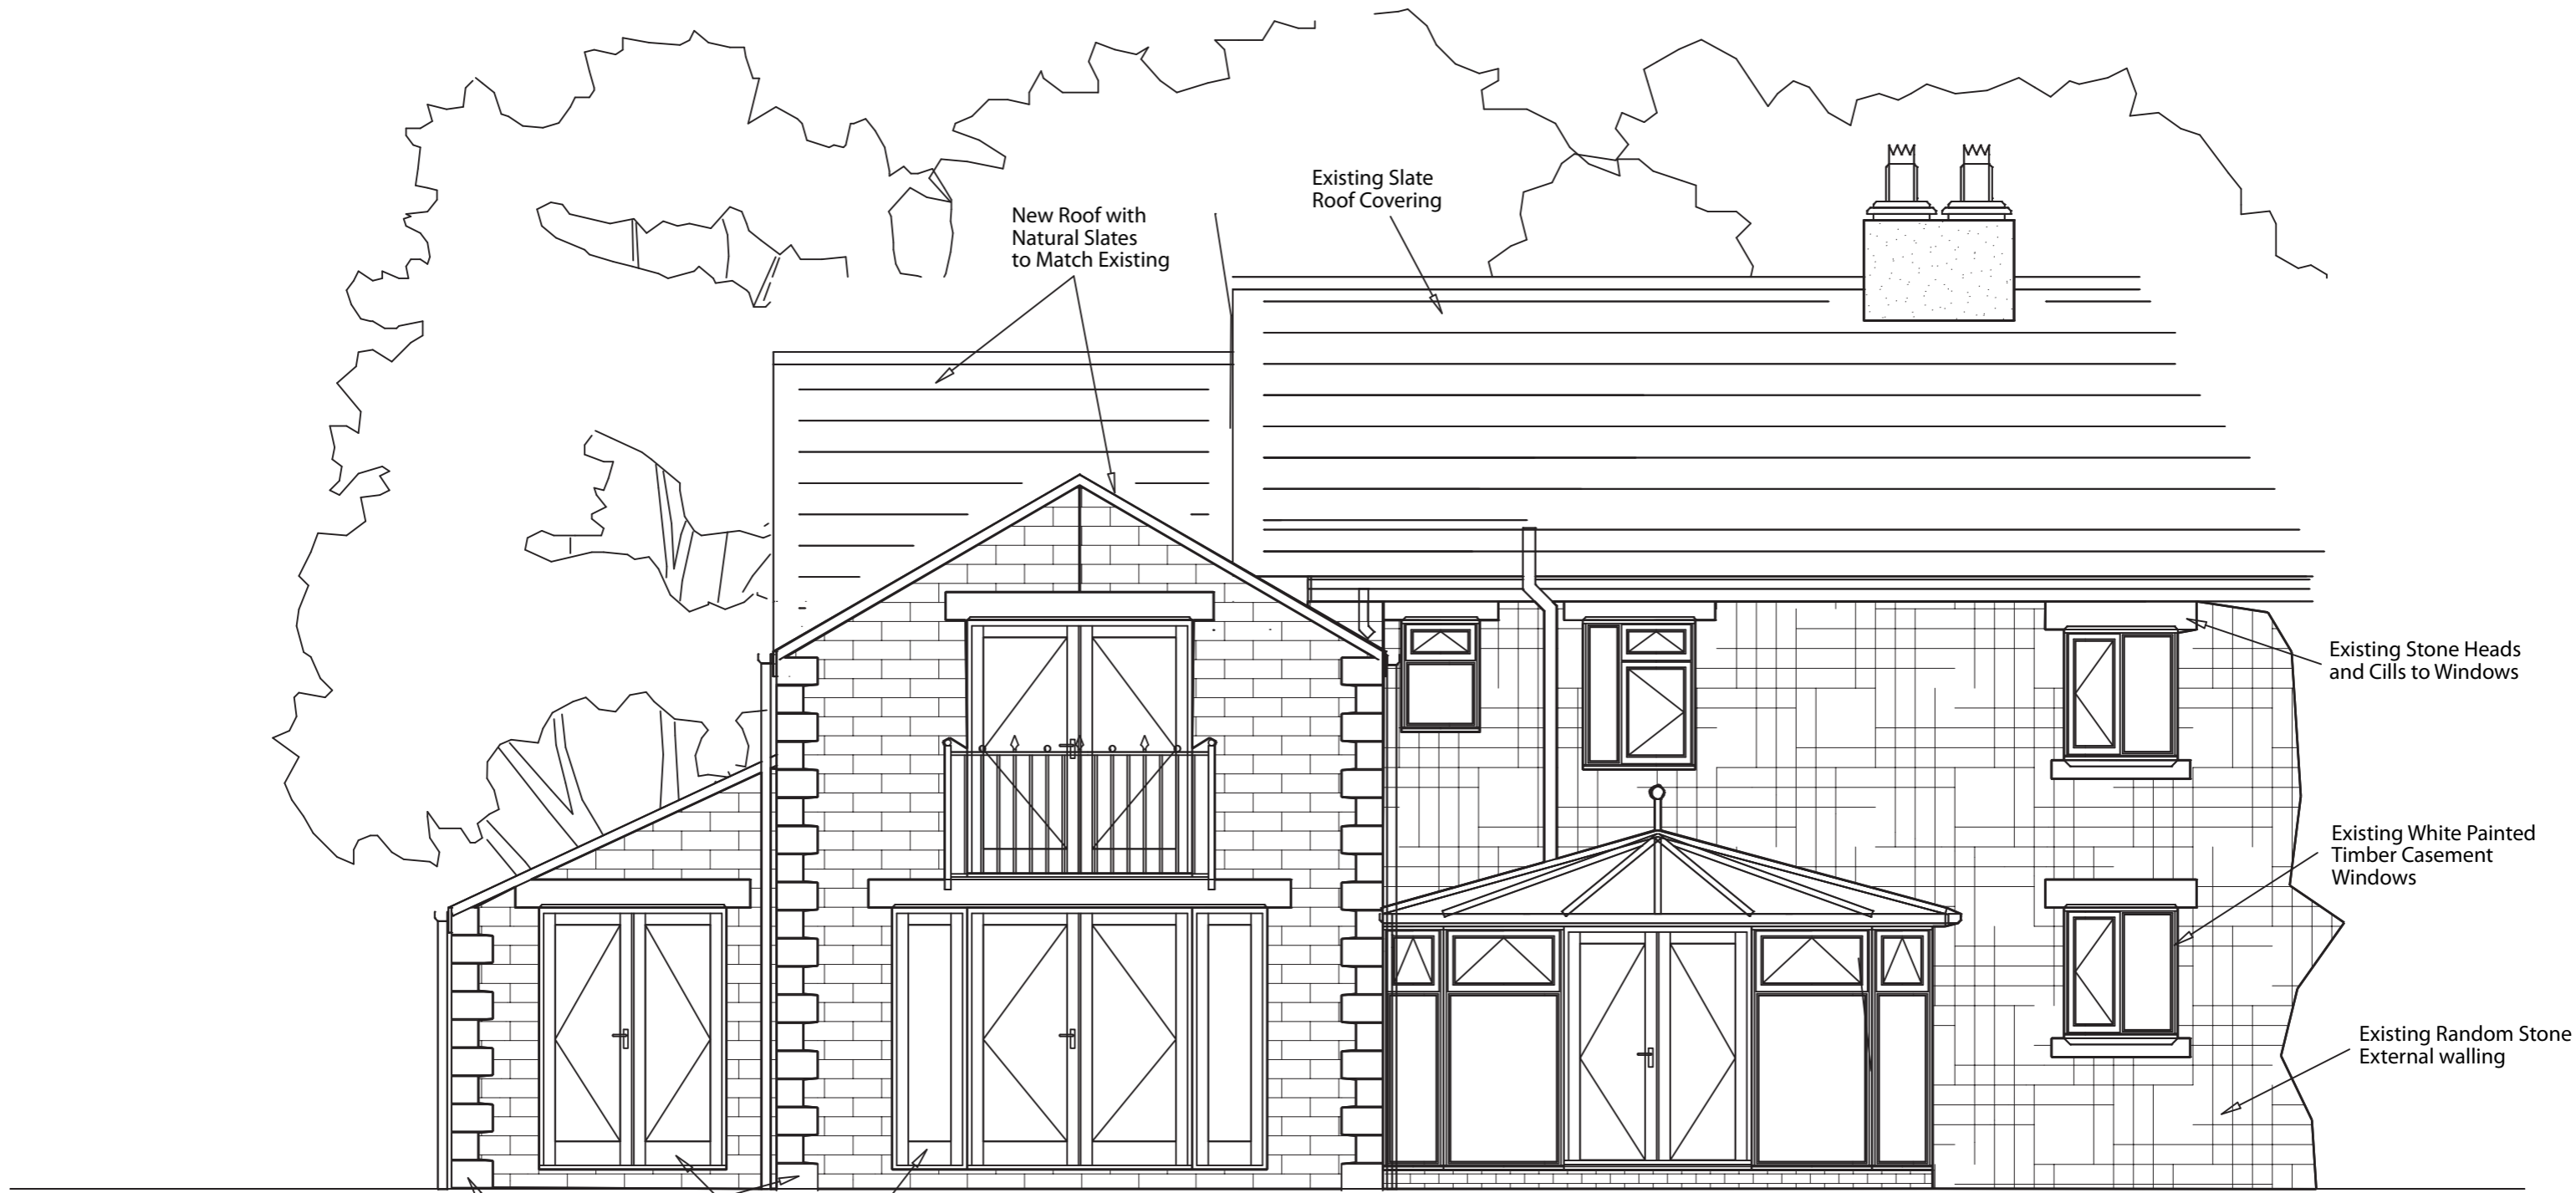 Existing Slate
Roof Covering
New Roof with
Natural Slates
to Match Existing
Existing Stone Heads
and Cills to Windows
Existing White Painted
Timber Casement
Windows
Existing Random Stone
External walling